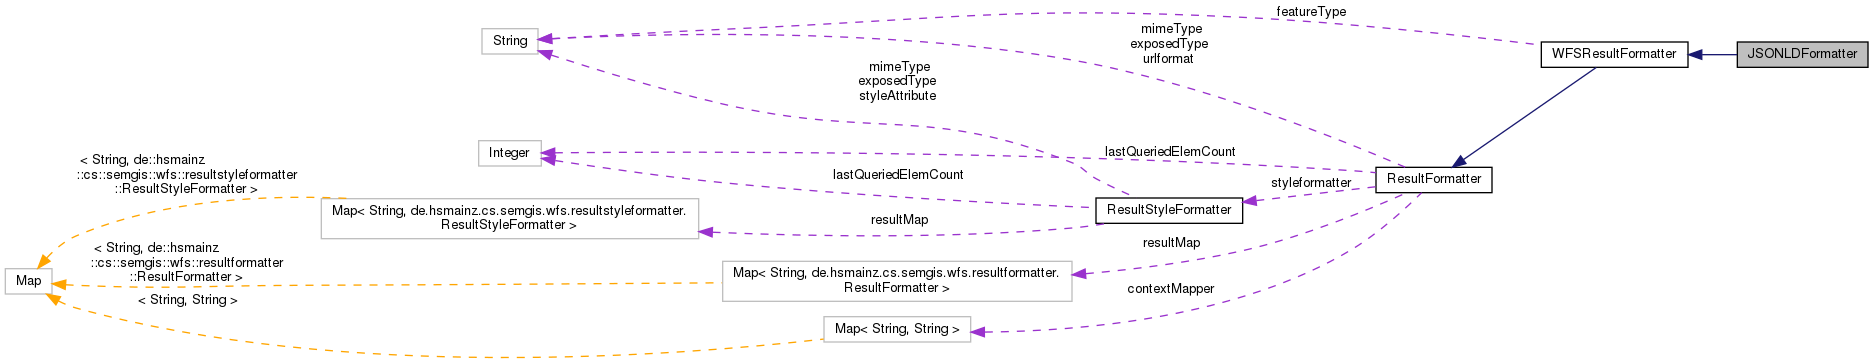 featureType
mimeType
exposedType
urlformat
String
WFSResultFormatter
JSONLDFormatter
mimeType
exposedType
styleAttribute
Integer
lastQueriedElemCount
< String, de::hsmainz
::cs::semgis::wfs::resultstyleformatter
::ResultStyleFormatter >
lastQueriedElemCount
styleformatter
ResultFormatter
Map< String, de.hsmainz.cs.semgis.wfs.resultstyleformatter.
ResultStyleFormatter >
resultMap
ResultStyleFormatter
< String, de::hsmainz
::cs::semgis::wfs::resultformatter
::ResultFormatter >
resultMap
Map
Map< String, de.hsmainz.cs.semgis.wfs.resultformatter.
ResultFormatter >
< String, String >
contextMapper
Map< String, String >